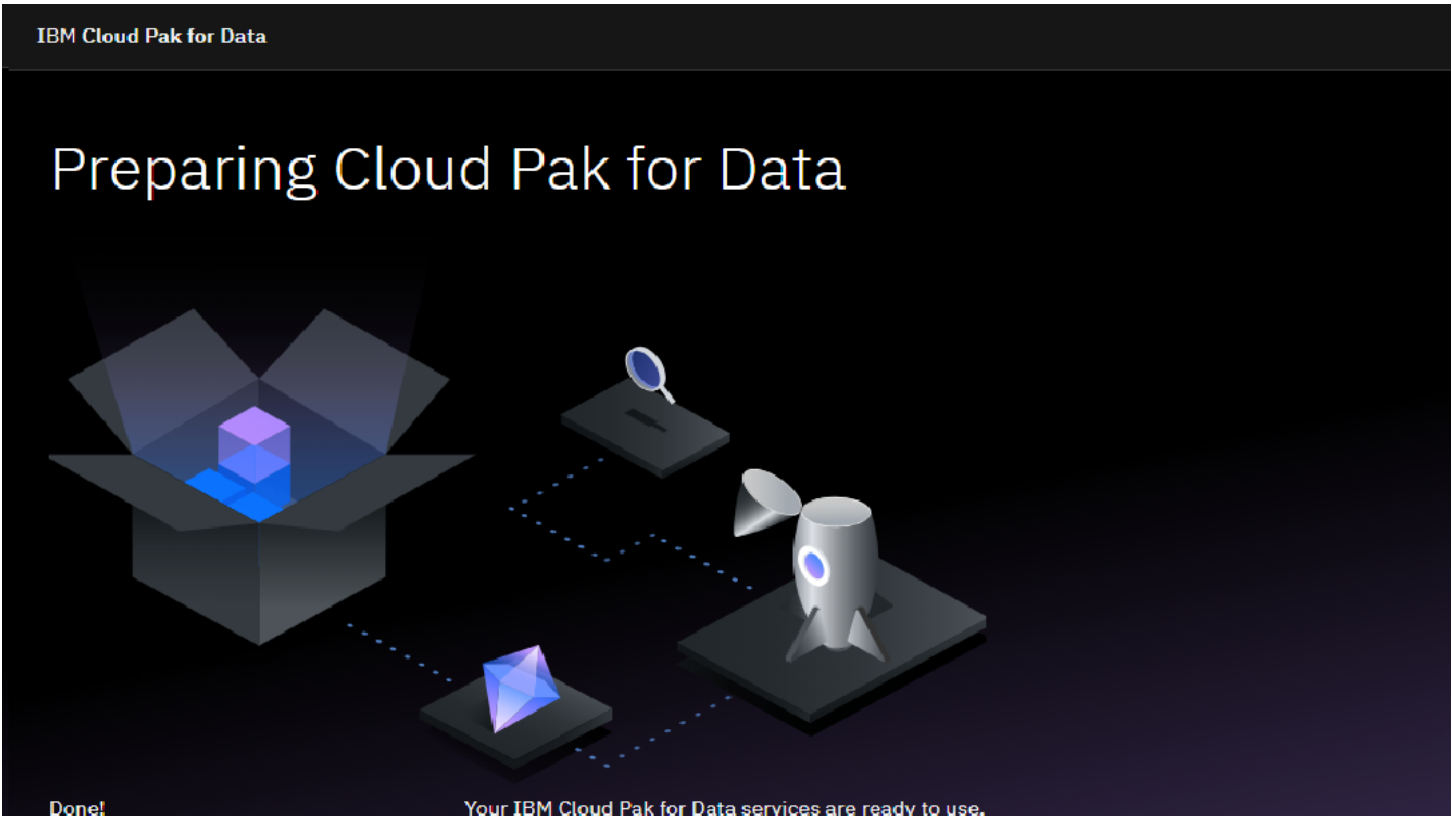 IBM Cloud Pak for Data
Preparing Cloud Pak for Data
Done!
Your IBM Cloud Pak for Data services are ready to use.